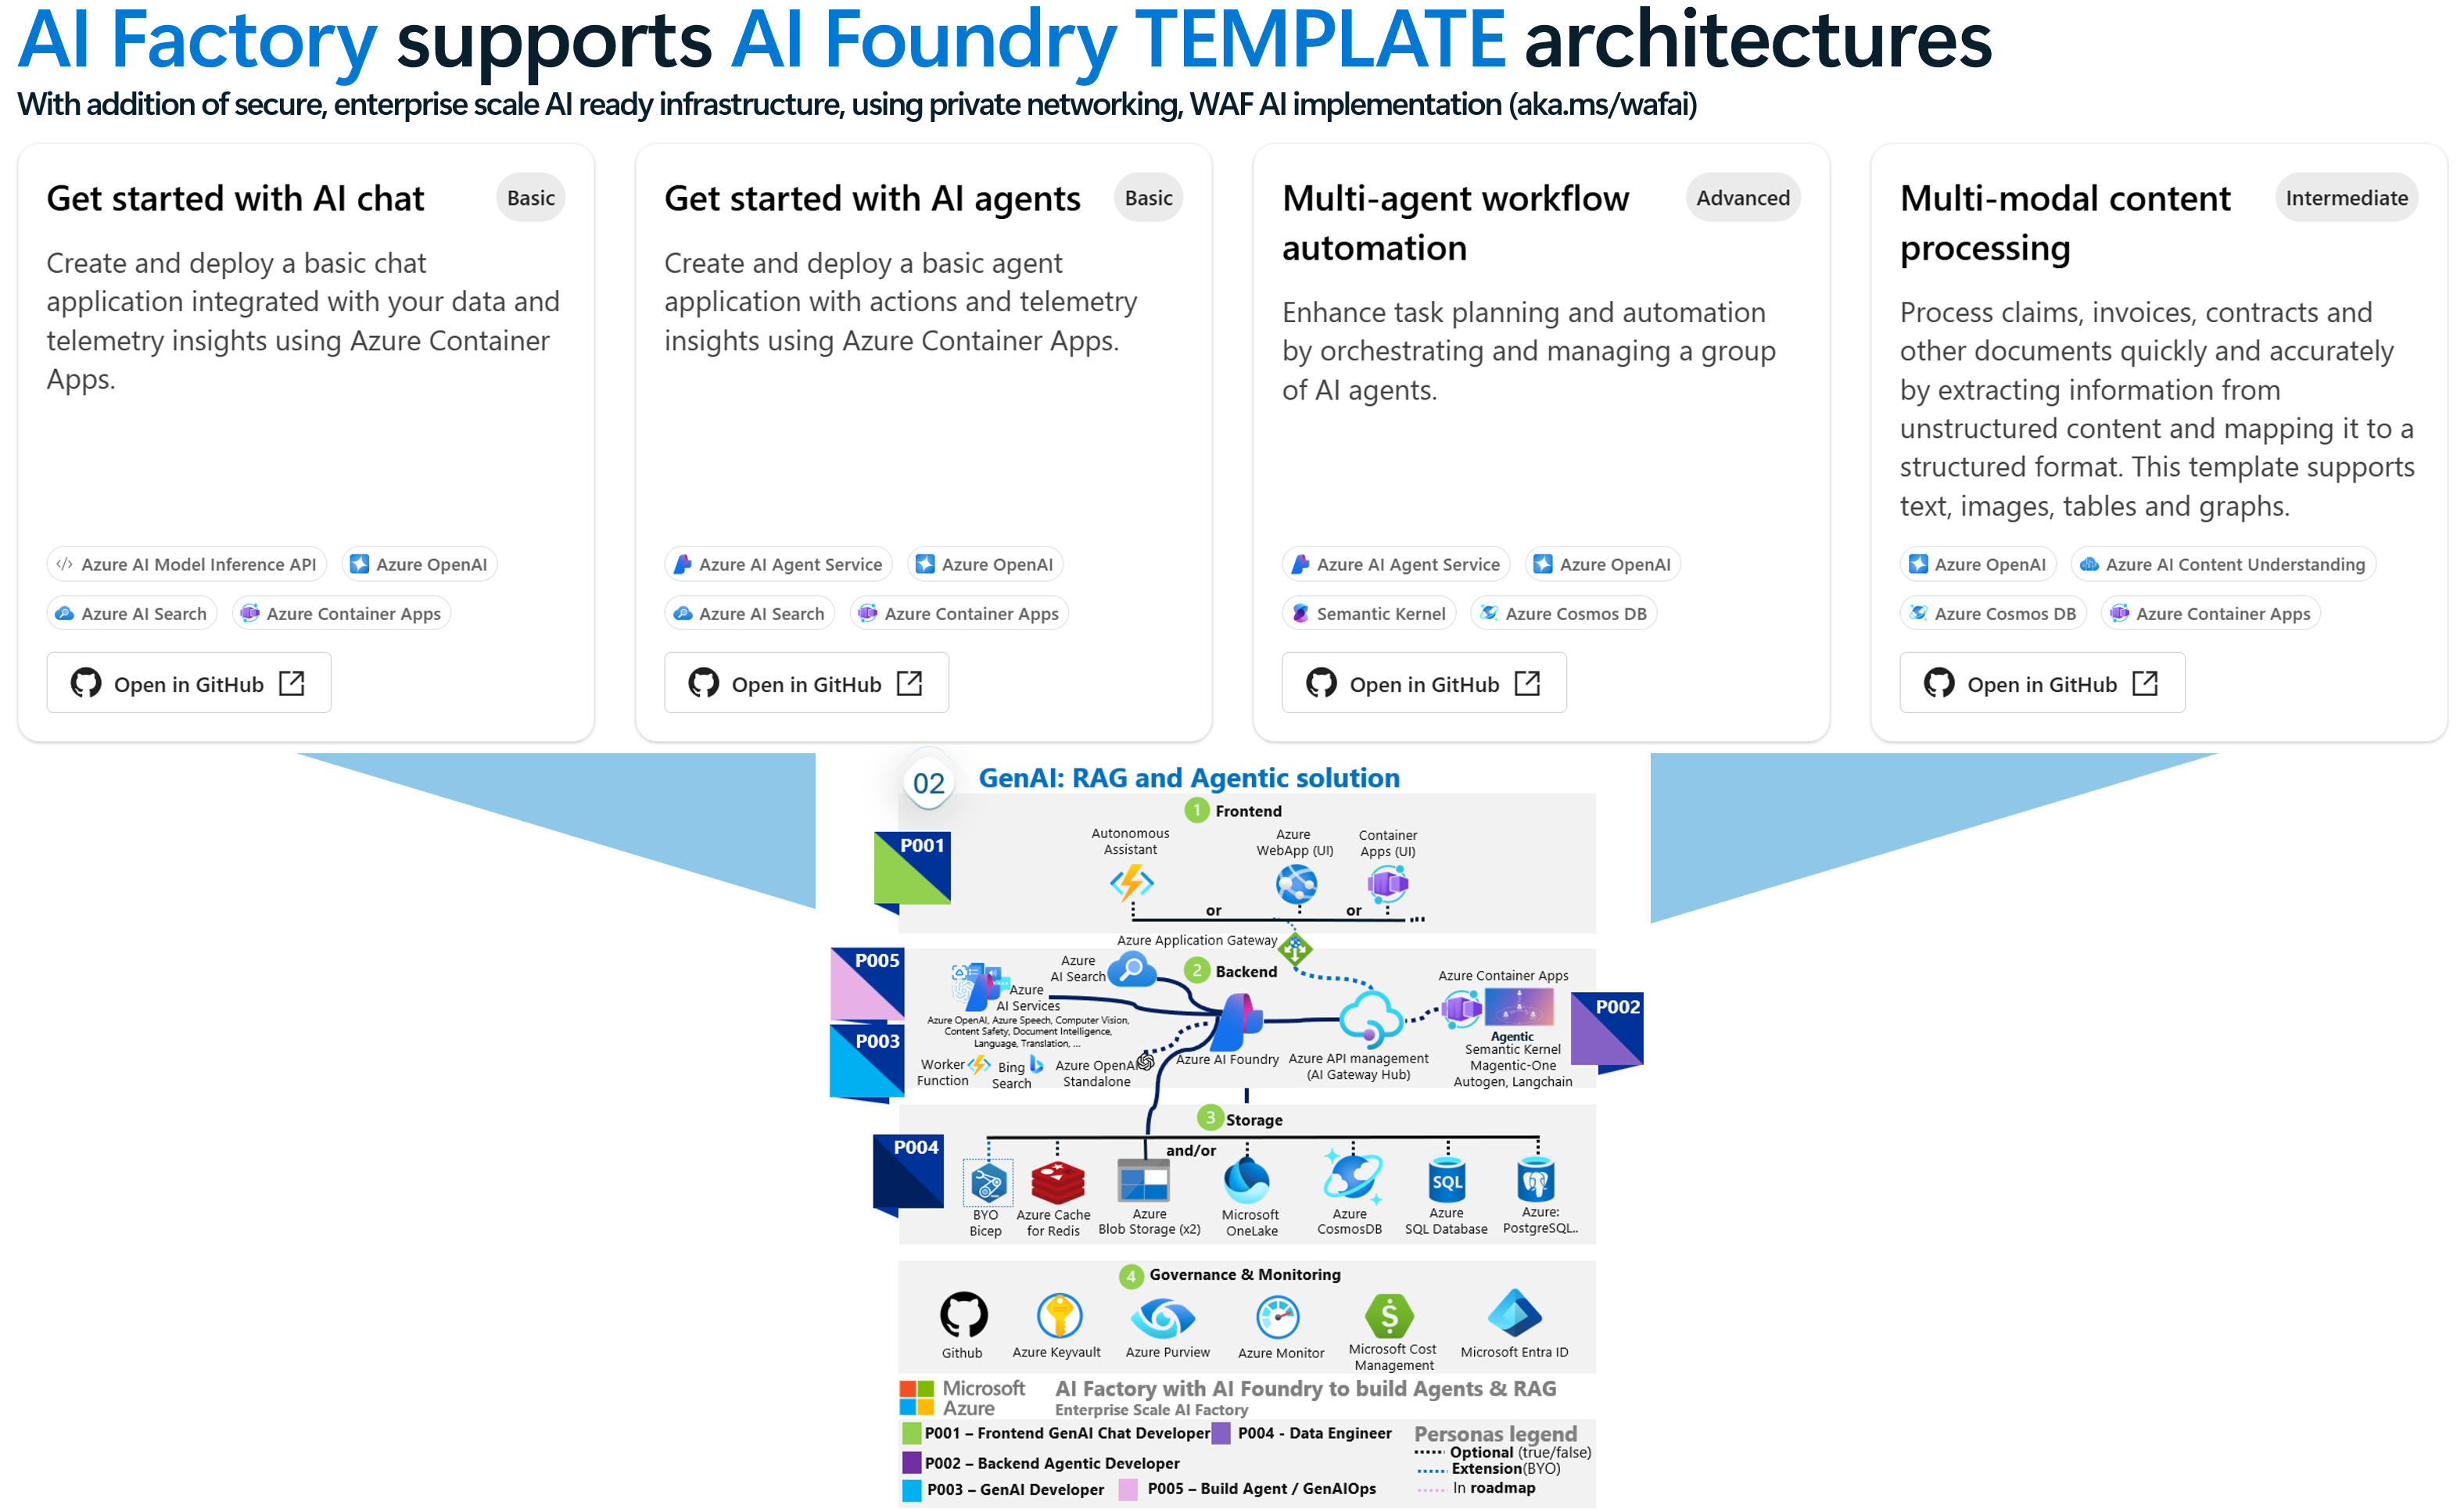 AI Factory supports AI Foundry TEMPLATE architectures
With addition of secure, enterprise scale AI ready infrastructure, using private networking, WAF AI implementation (aka.ms/wafai)
Get started with AI chat
Basic
Create and deploy a basic chat
application integrated with your data and
telemetry insights using Azure Container
Apps.
</> Azure AI Model Inference API
Azure OpenAI
Azure AI Search
Azure Container Apps
Open in GitHub
Get started with AI agents
Basic
Create and deploy a basic agent
application with actions and telemetry
insights using Azure Container Apps.
Azure AI Agent Service
Azure OpenAI
Azure AI Search
Azure Container Apps
Open in GitHub
Multi-agent workflow
automation
Advanced
Enhance task planning and automation
by orchestrating and managing a group
of AI agents.
Azure AI Agent Service
Azure OpenAI
Semantic Kernel
Azure Cosmos DB
Open in GitHub
Multi-modal content
processing
Intermediate
Process claims, invoices, contracts and
other documents quickly and accurately
by extracting information from
unstructured content and mapping it to a
structured format. This template supports
text, images, tables and graphs.
Azure OpenAI
Azure AI Content Understanding
Azure Cosmos DB
Azure Container Apps
Open in GitHub
02
GenAI: RAG and Agentic solution
1 Frontend
P001
Autonomous
Assistant
Azure
WebApp (UI)
Container
Apps (UI)
or
or
Azure Application Gateway
P005
P003
2 Backend
Azure
AI Search
Azure
AI Services
Azure OpenAI, Azure Speech, Computer Vision,
Content Safety, Document Intelligence,
Language, Translation, ...
Worker
Function
Bing
Search
Azure OpenAI
Standalone
Azure AI Foundry
Azure API management
(AI Gateway Hub)
Azure Container Apps
Agentic
Semantic Kernel
Magentic-One
Autogen, Langchain
P002
3 Storage
P004
and/or
BYO
Bicep
Azure Cache
for Redis
Azure
Blob Storage (x2)
Microsoft
OneLake
Azure
CosmosDB
SQL
Azure
SQL Database
Azure:
PostgreSQL..
4 Governance & Monitoring
Github
Azure Keyvault
Azure Purview
Azure Monitor
Microsoft Cost
Management
Microsoft Entra ID
Microsoft
Azure
AI Factory with AI Foundry to build Agents & RAG
Enterprise Scale AI Factory
P001 – Frontend GenAI Chat Developer
P004 - Data Engineer
P002 – Backend Agentic Developer
P003 – GenAI Developer
P005 – Build Agent / GenAIOps
Personas legend
Optional (true/false)
Extension(BYO)
In roadmap